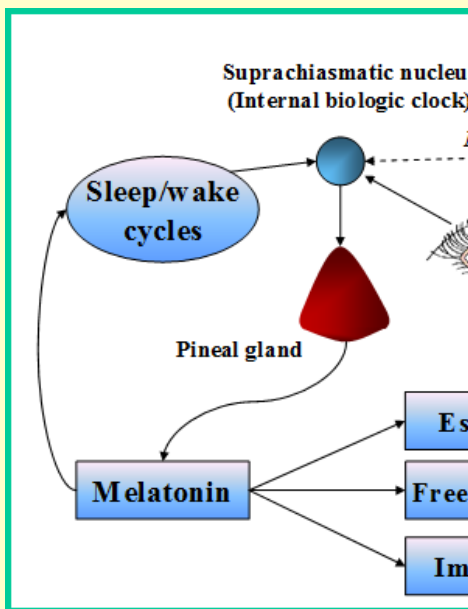 Suprachiasmatic nucleu
(Internal biologic clock)
Sleep/wake
cycles
Pineal gland
Melatonin
Es
Free
Im